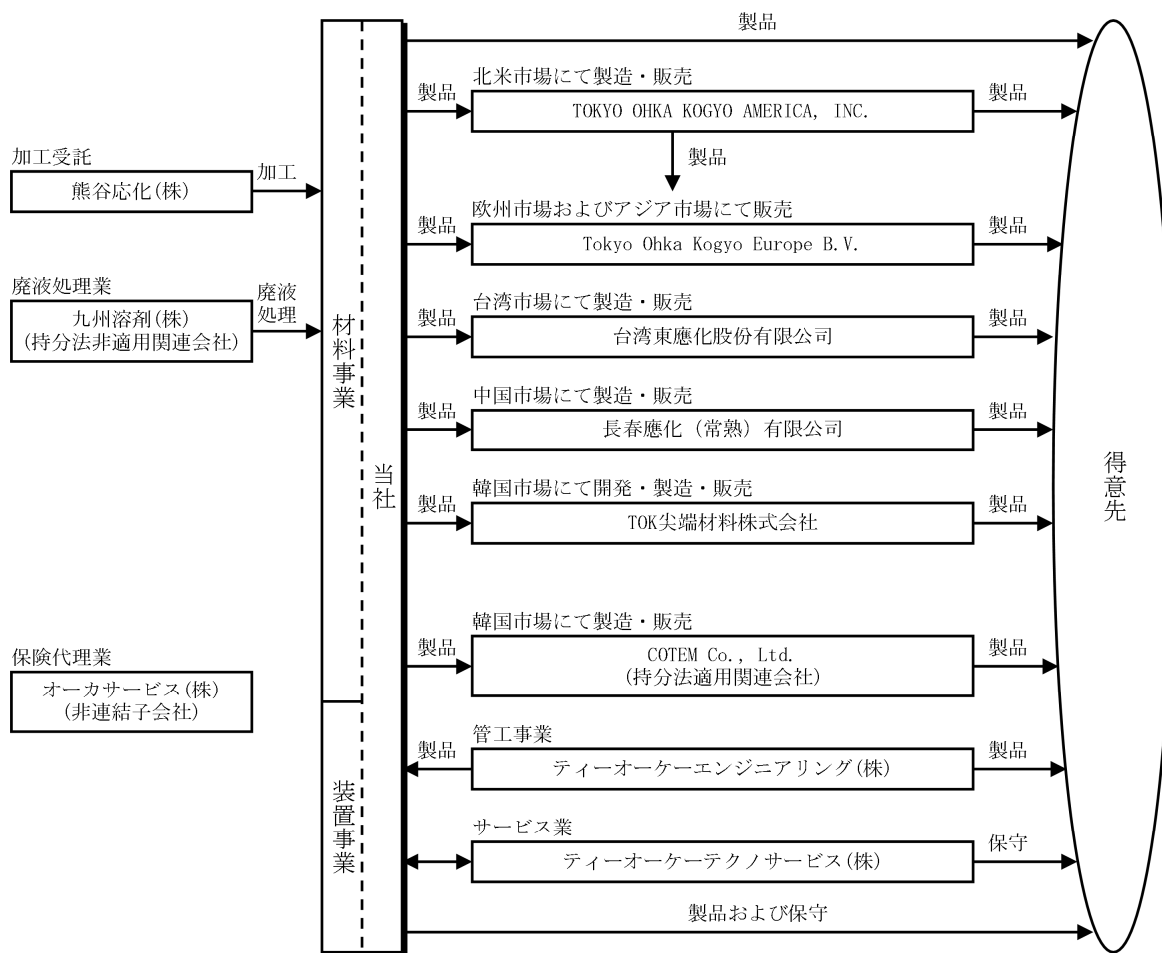 製品
北米市場にて製造・販売
製品
TOKYO OHKA KOGYO AMERICA, INC.
製品
製品
加工受託
熊谷応化(株)
加工
欧州市場およびアジア市場にて販売
製品
Tokyo Ohka Kogyo Europe B.V.
製品
廃液処理業
九州溶剤(株)
(持分法非適用関連会社)
廃液
処理
台湾市場にて製造・販売
製品
台湾東應化股份有限公司
製品
材料事業
中国市場にて製造・販売
製品
長春應化（常熟）有限公司
製品
当社
得意先
韓国市場にて開発・製造・販売
製品
TOK尖端材料株式会社
製品
韓国市場にて製造・販売
製品
COTEM Co., Ltd.
(持分法適用関連会社)
製品
保険代理業
オーカサービス(株)
(非連結子会社)
管工事業
製品
ティーオーケーエンジニアリング(株)
製品
装置事業
サービス業
ティーオーケーテクノサービス(株)
保守
製品および保守